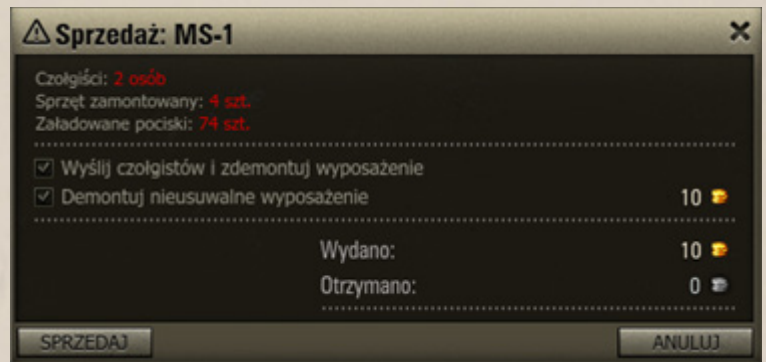 Sprzedaż: MS-1
Czołgiści: 2 osób
Sprzęt zamontowany: 4 szt.
Załadowane pociski: 74 szt.
Wyślij czołgistów i zdemontuj wyposażenie
Demontuj nieusuwalne wyposażenie 10
Wydano: 10
Otrzymano: 0
SPRZEDAJ ANULUJ